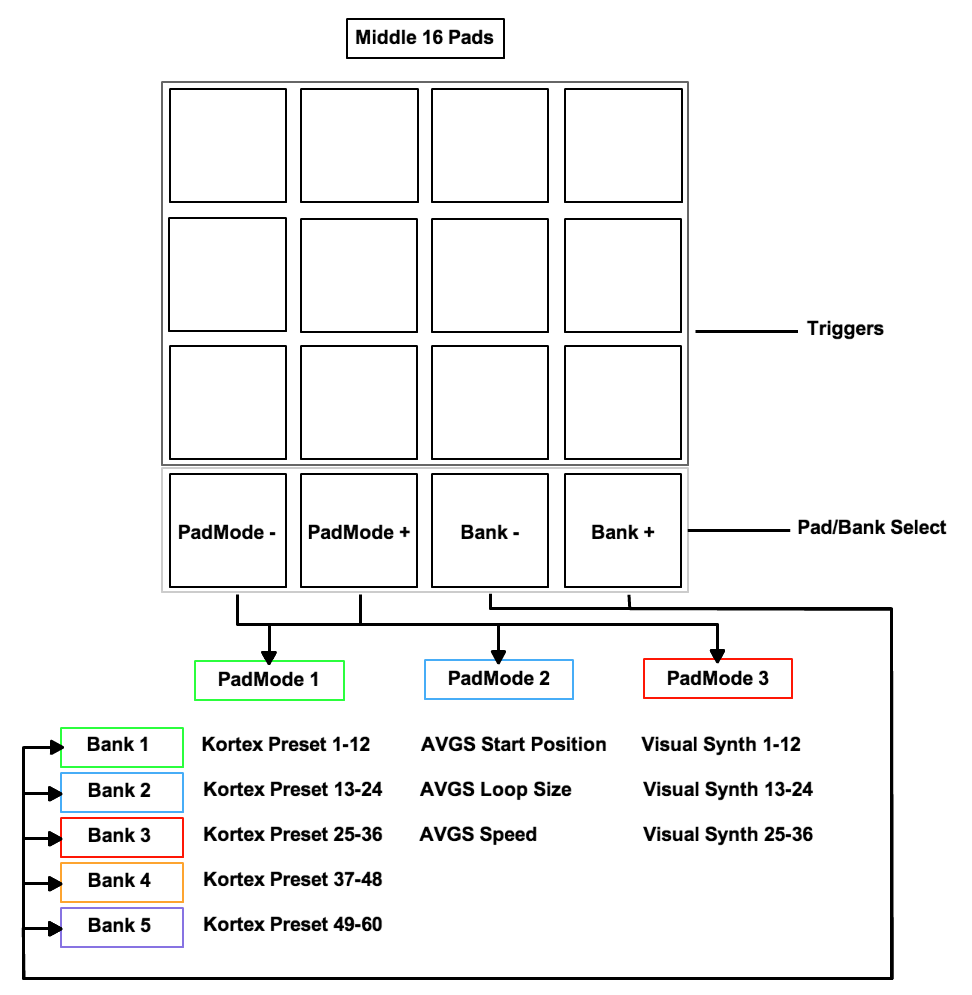 Middle 16 Pads
Triggers
PadMode -
PadMode +
Bank -
Bank +
Pad/Bank Select
PadMode 1
PadMode 2
PadMode 3
Bank 1
Kortex Preset 1-12
AVGS Start Position
Visual Synth 1-12
Bank 2
Kortex Preset 13-24
AVGS Loop Size
Visual Synth 13-24
Bank 3
Kortex Preset 25-36
AVGS Speed
Visual Synth 25-36
Bank 4
Kortex Preset 37-48
Bank 5
Kortex Preset 49-60